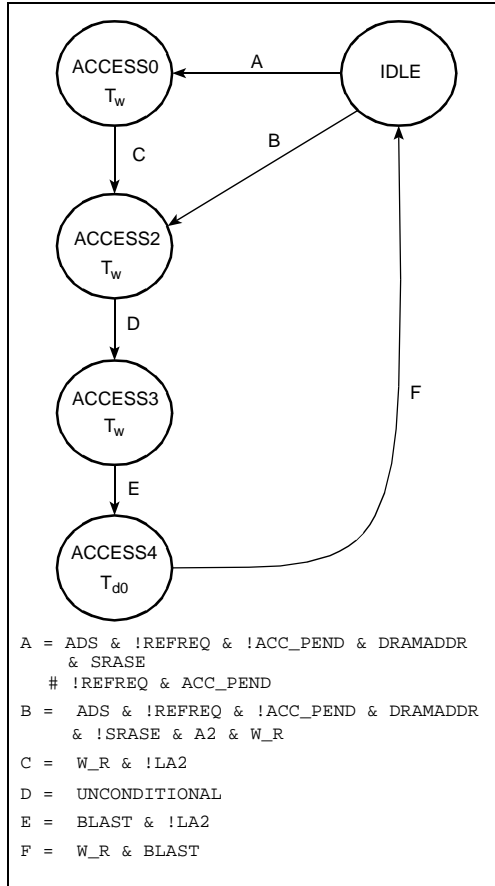 ACCESS0
Tw
A
IDLE
C
B
ACCESS2
Tw
D
ACCESS3
Tw
F
E
ACCESS4
Td0
A = ADS & !REFREQ & !ACC_PEND & DRAMADDR
& SRASE
# !REFREQ & ACC_PEND
B = ADS & !REFREQ & !ACC_PEND & DRAMADDR
& !SRASE & A2 & W_R
C = W_R & !LA2
D = UNCONDITIONAL
E = BLAST & !LA2
F = W_R & BLAST